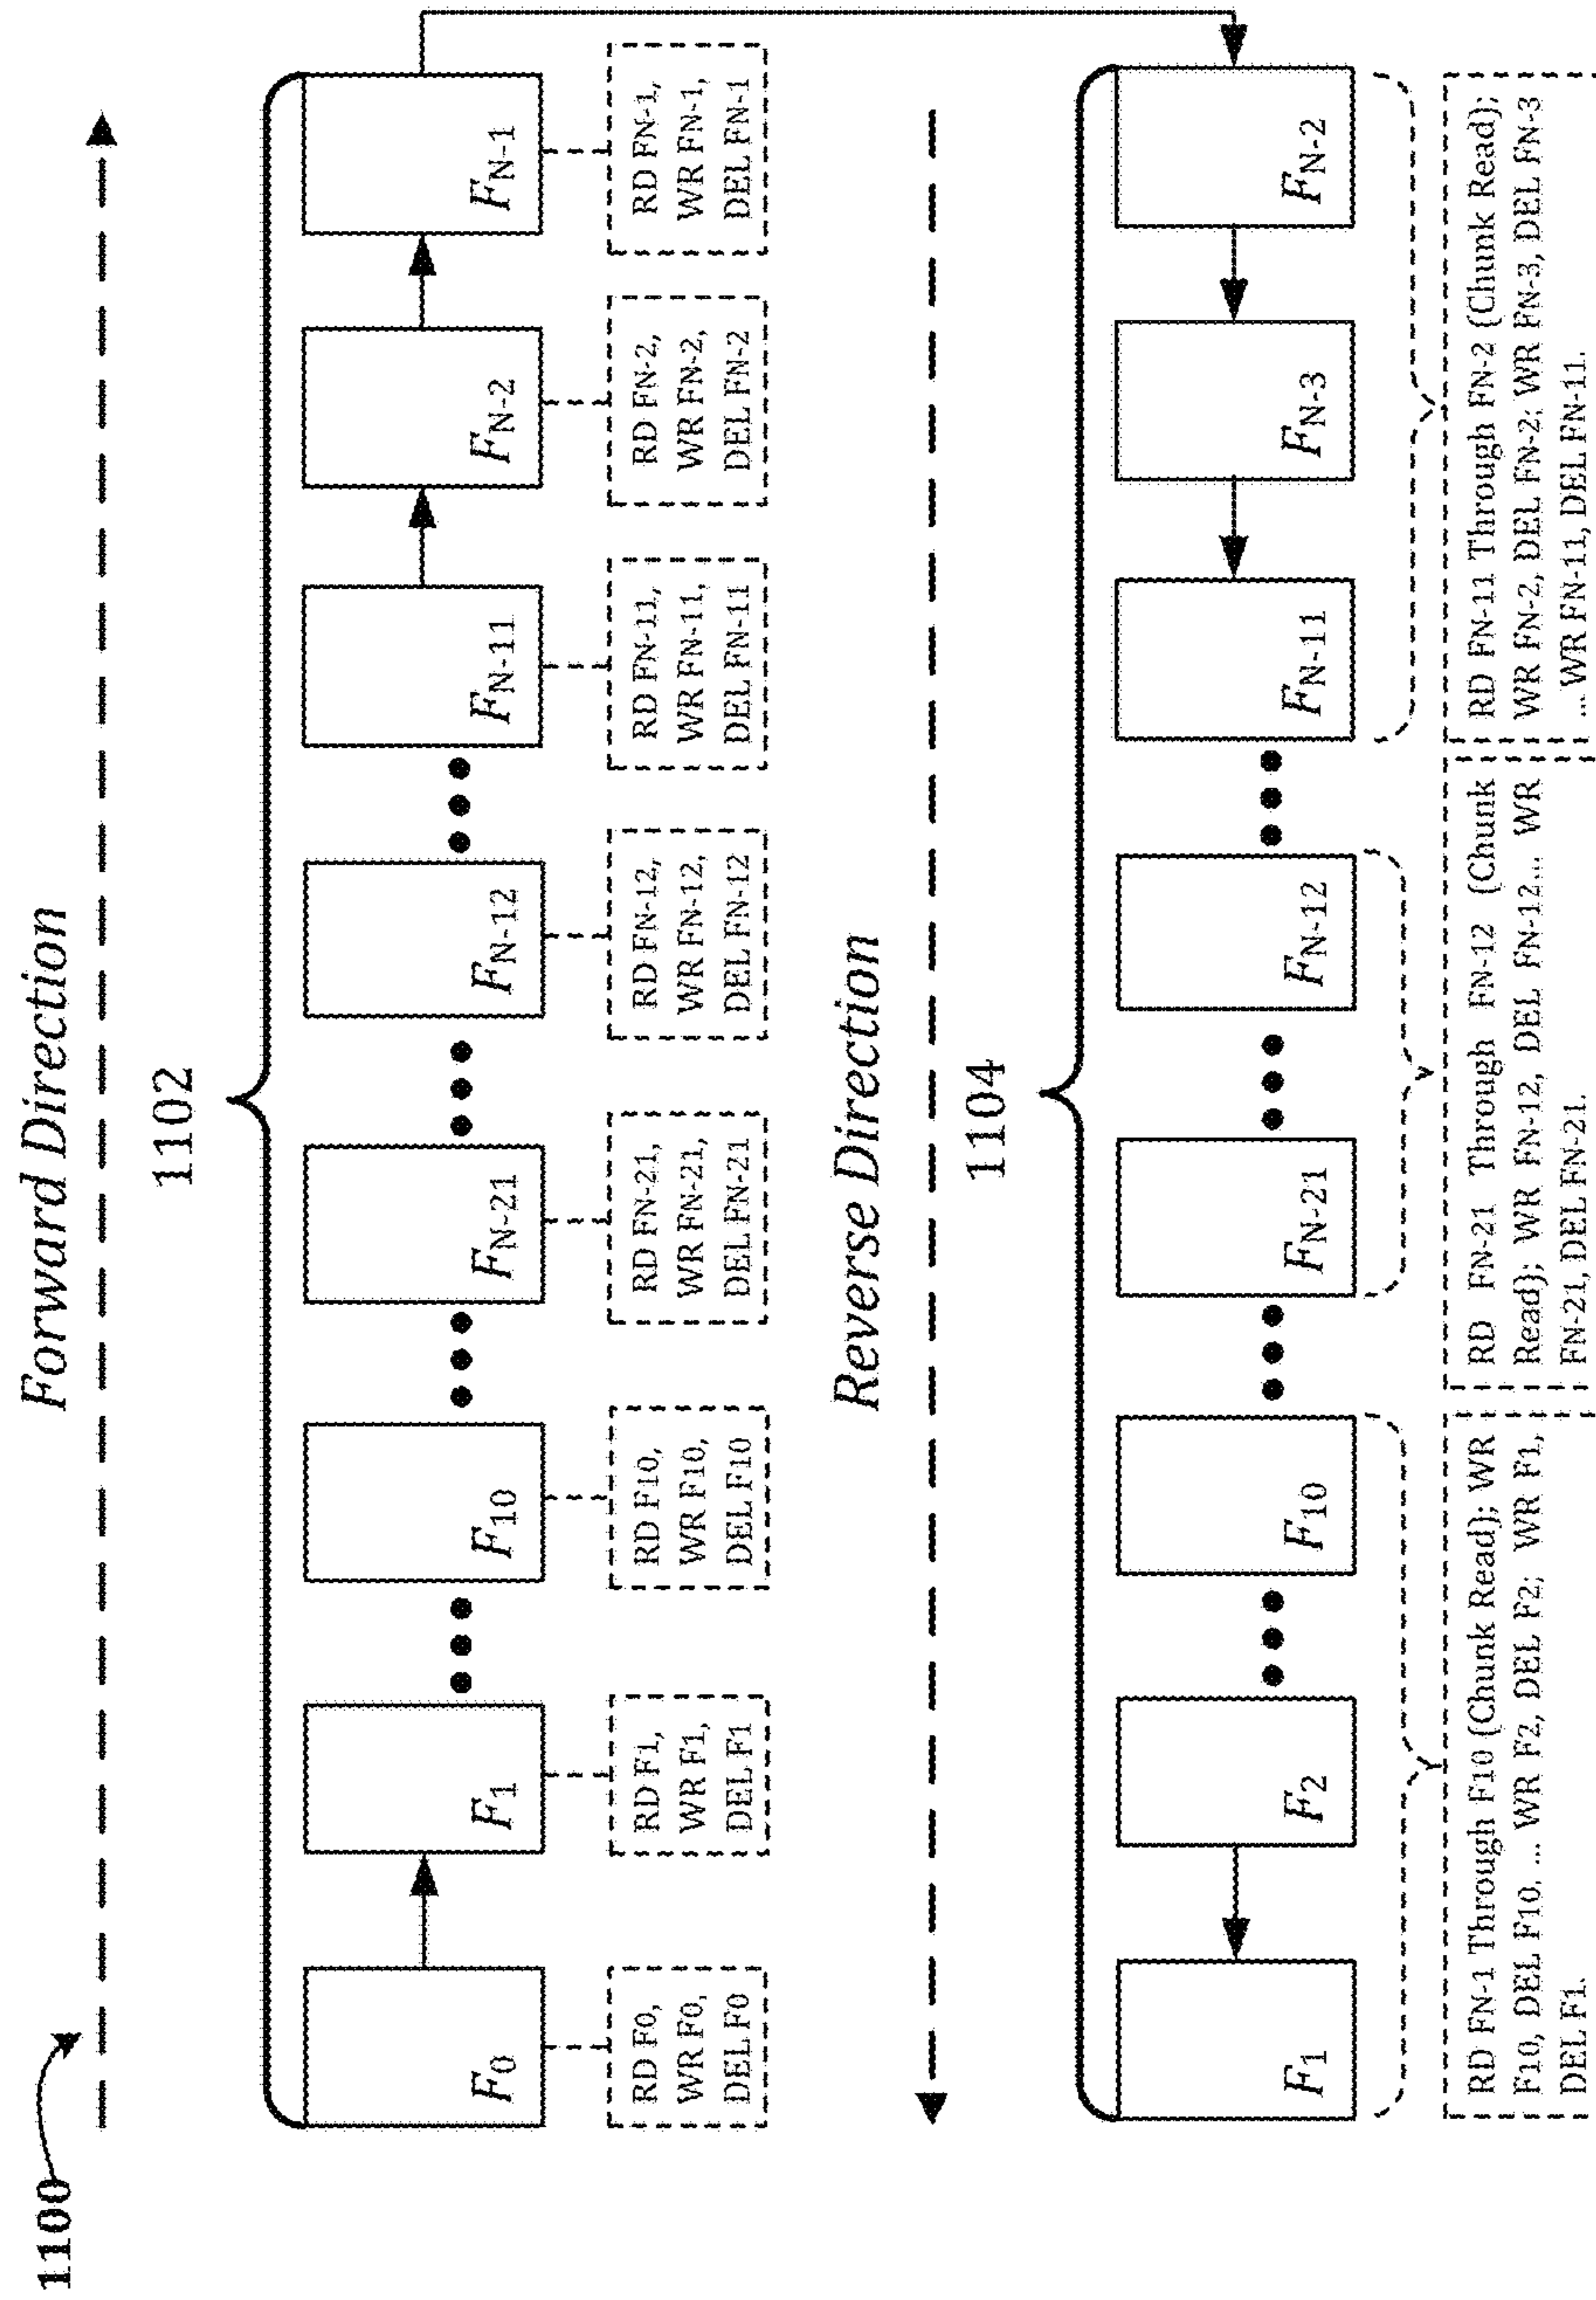 1100
Forward Direction
1102
F0
F1
F10
FN-21
FN-12
FN-11
FN-2
FN-1
RD F0,
WR F0,
DEL F0
RD F1,
WR F1,
DEL F1
RD F10,
WR F10,
DEL F10
RD FN-21,
WR FN-21,
DEL FN-21
RD FN-12,
WR FN-12,
DEL FN-12
RD FN-11,
WR FN-11,
DEL FN-11
RD FN-2,
WR FN-2,
DEL FN-2
RD FN-1,
WR FN-1,
DEL FN-1
Reverse Direction
1104
F1
F2
F10
FN-21
FN-12
FN-11
FN-3
FN-2
RD FN-1 Through F10 (Chunk Read); WR
F10, DEL F10, ... WR F2, DEL F2; WR F1,
DEL F1.
RD FN-21 Through FN-12 (Chunk
Read); WR FN-12, DEL FN-12... WR
FN-21, DEL FN-21.
RD FN-11 Through FN-2 (Chunk Read);
WR FN-2, DEL FN-2; WR FN-3, DEL FN-3
... WR FN-11, DEL FN-11.